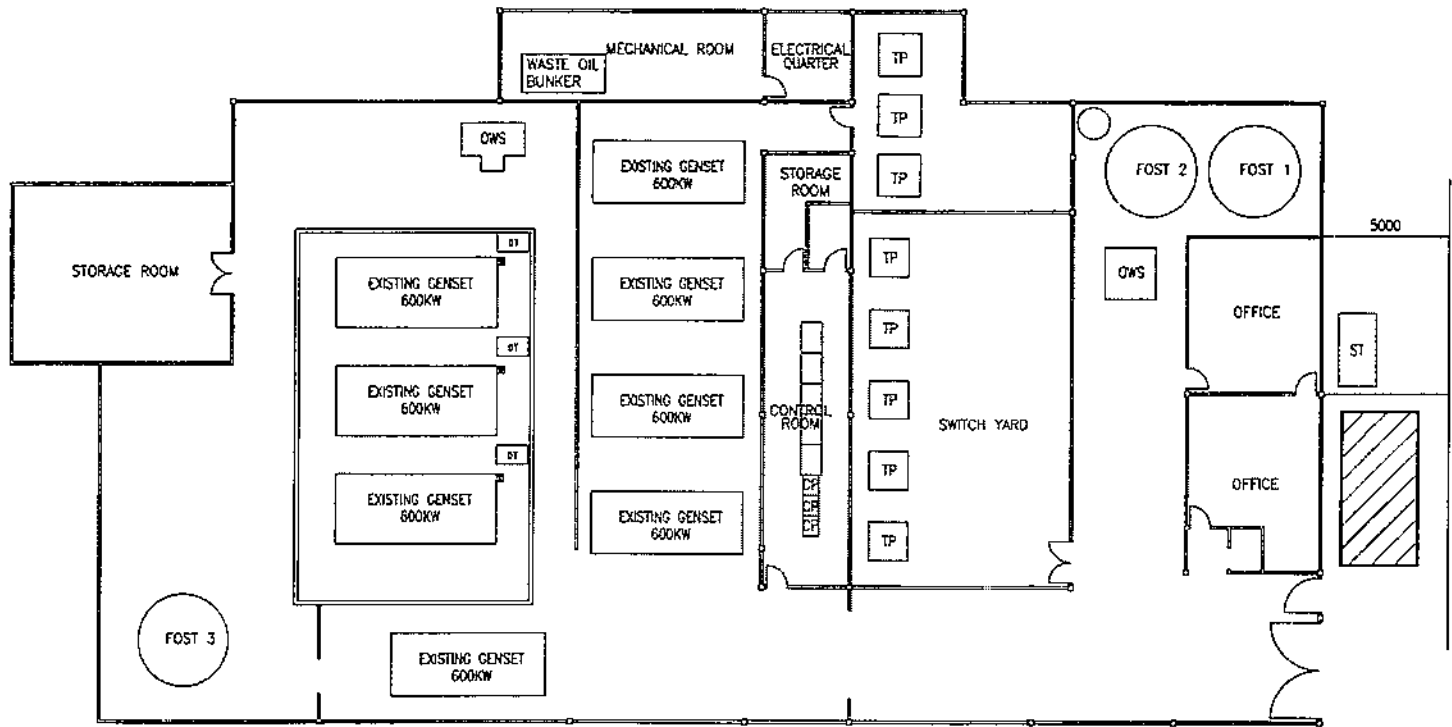 MECHANICAL ROOM
ELECTRICAL
QUARTER
WASTE OIL
BUNKER
TP
TP
TP
OWS
EXISTING GENSET
600KW
STORAGE
ROOM
FOST 2
FOST 1
5000
STORAGE ROOM
DT
EXISTING GENSET
600KW
EXISTING GENSET
600KW
TP
OWS
OFFICE
TP
ST
DT
EXISTING GENSET
600KW
EXISTING GENSET
600KW
CONTROL
ROOM
TP
SWITCH YARD
DT
EXISTING GENSET
600KW
EXISTING GENSET
600KW
CP
CP
CP
TP
OFFICE
TP
FOST 3
EXISTING GENSET
600KW